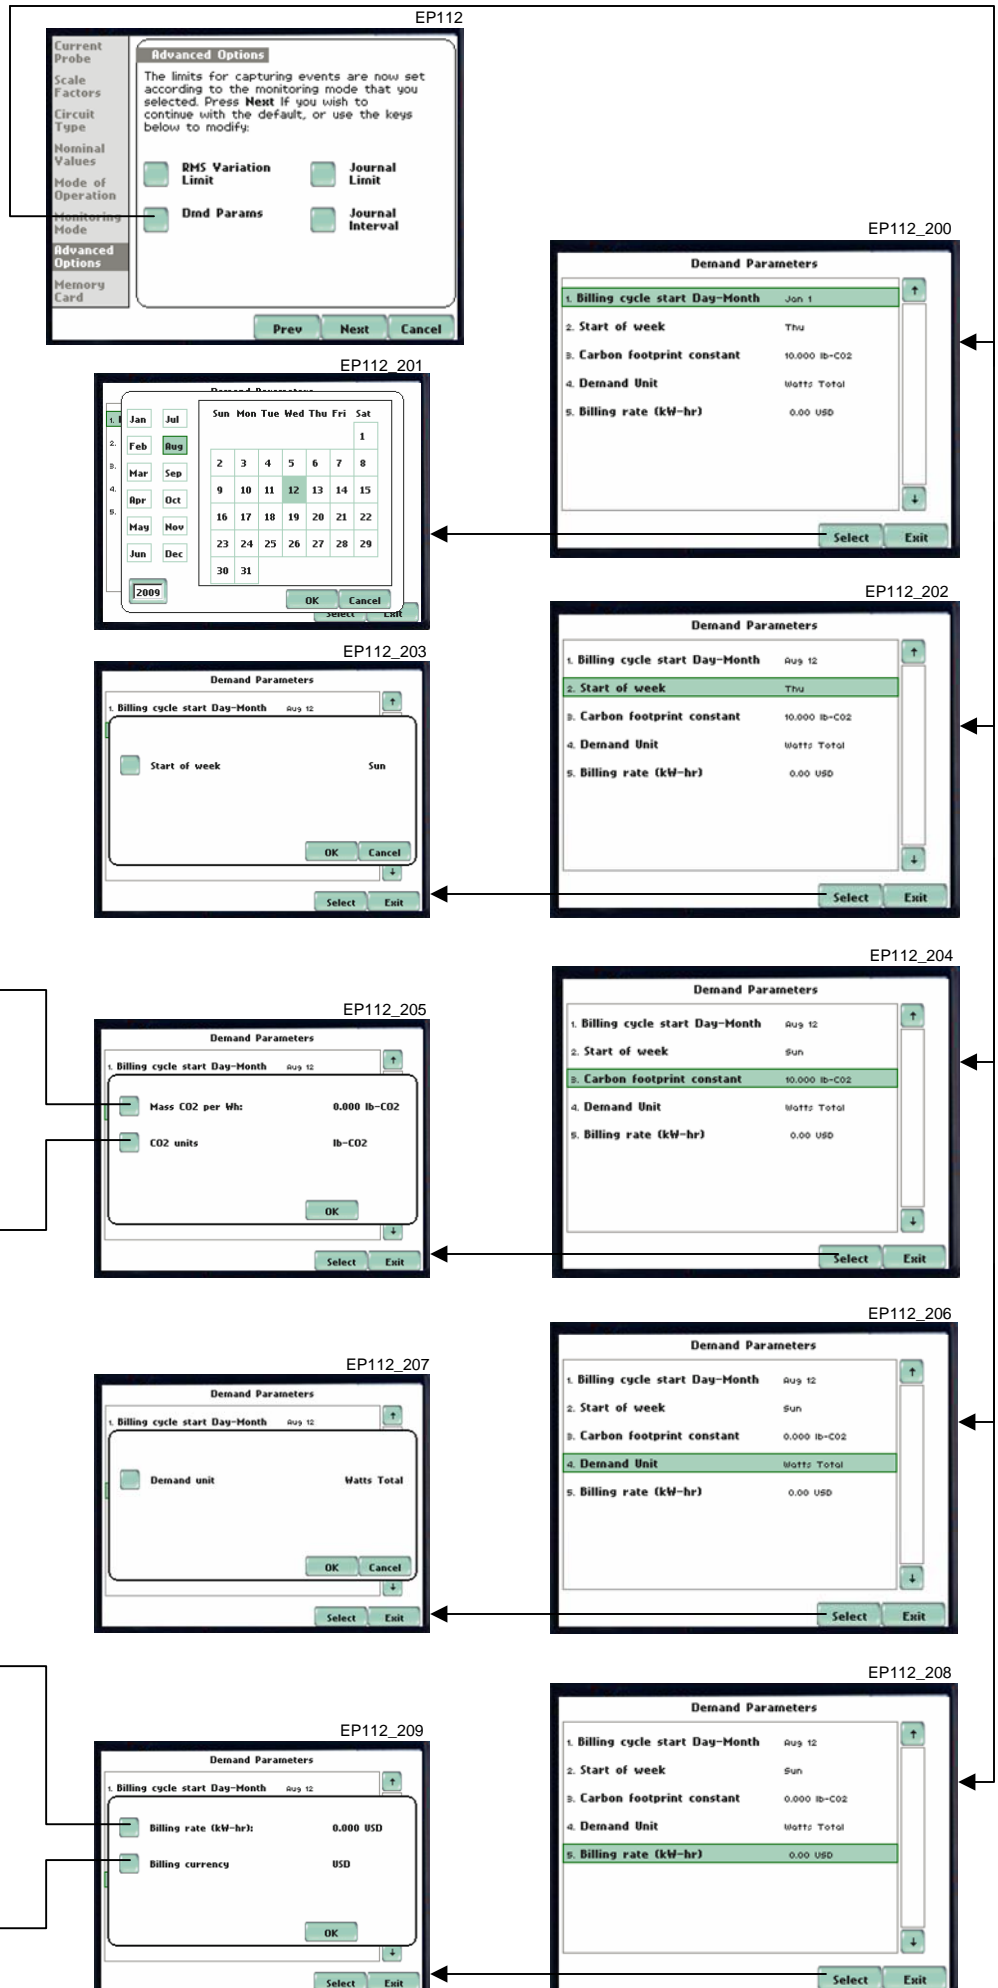 EP112
Current
Probe
Scale
Factors
Circuit
Type
Nominal
Values
Mode of
Operation
Monitoring
Mode
Advanced
Options
Memory
Card
Advanced Options
The limits for capturing events are now set
according to the monitoring mode that you
selected. Press Next If you wish to
continue with the default, or use the keys
below to modify:
RMS Variation
Limit
Journal
Limit
Dmd Params
Journal
Interval
Prev Next Cancel
EP112_200
Demand Parameters
1. Billing cycle start Day-Month Jan 1
2. Start of week Thu
3. Carbon footprint constant 10.000 lb-CO2
4. Demand Unit Watts Total
5. Billing rate (kW-hr) 0.00 USD
Select Exit
EP112_201
Demand Parameters
1.
2.
3.
4.
5.
Jan Jul
Feb Aug
Mar Sep
Apr Oct
May Nov
Jun Dec
2009
Sun Mon Tue Wed Thu Fri Sat
1
2 3 4 5 6 7 8
9 10 11 12 13 14 15
16 17 18 19 20 21 22
23 24 25 26 27 28 29
30 31
OK Cancel
Select Exit
EP112_202
Demand Parameters
1. Billing cycle start Day-Month Aug 12
2. Start of week Thu
3. Carbon footprint constant 10.000 lb-CO2
4. Demand Unit Watts Total
5. Billing rate (kW-hr) 0.00 USD
Select Exit
EP112_203
Demand Parameters
1. Billing cycle start Day-Month Aug 12
Start of week Sun
OK Cancel
Select Exit
EP112_204
Demand Parameters
1. Billing cycle start Day-Month Aug 12
2. Start of week Sun
3. Carbon footprint constant 10.000 lb-CO2
4. Demand Unit Watts Total
5. Billing rate (kW-hr) 0.00 USD
Select Exit
EP112_205
Demand Parameters
1. Billing cycle start Day-Month Aug 12
Mass CO2 per Wh: 0.000 lb-CO2
CO2 units lb-CO2
OK
Select Exit
EP112_206
Demand Parameters
1. Billing cycle start Day-Month Aug 12
2. Start of week Sun
3. Carbon footprint constant 0.000 lb-CO2
4. Demand Unit Watts Total
5. Billing rate (kW-hr) 0.00 USD
Select Exit
EP112_207
Demand Parameters
1. Billing cycle start Day-Month Aug 12
Demand unit Watts Total
OK Cancel
Select Exit
EP112_208
Demand Parameters
1. Billing cycle start Day-Month Aug 12
2. Start of week Sun
3. Carbon footprint constant 0.000 lb-CO2
4. Demand Unit Watts Total
5. Billing rate (kW-hr) 0.00 USD
Select Exit
EP112_209
Demand Parameters
1. Billing cycle start Day-Month Aug 12
Billing rate (kW-hr): 0.000 USD
Billing currency USD
OK
Select Exit